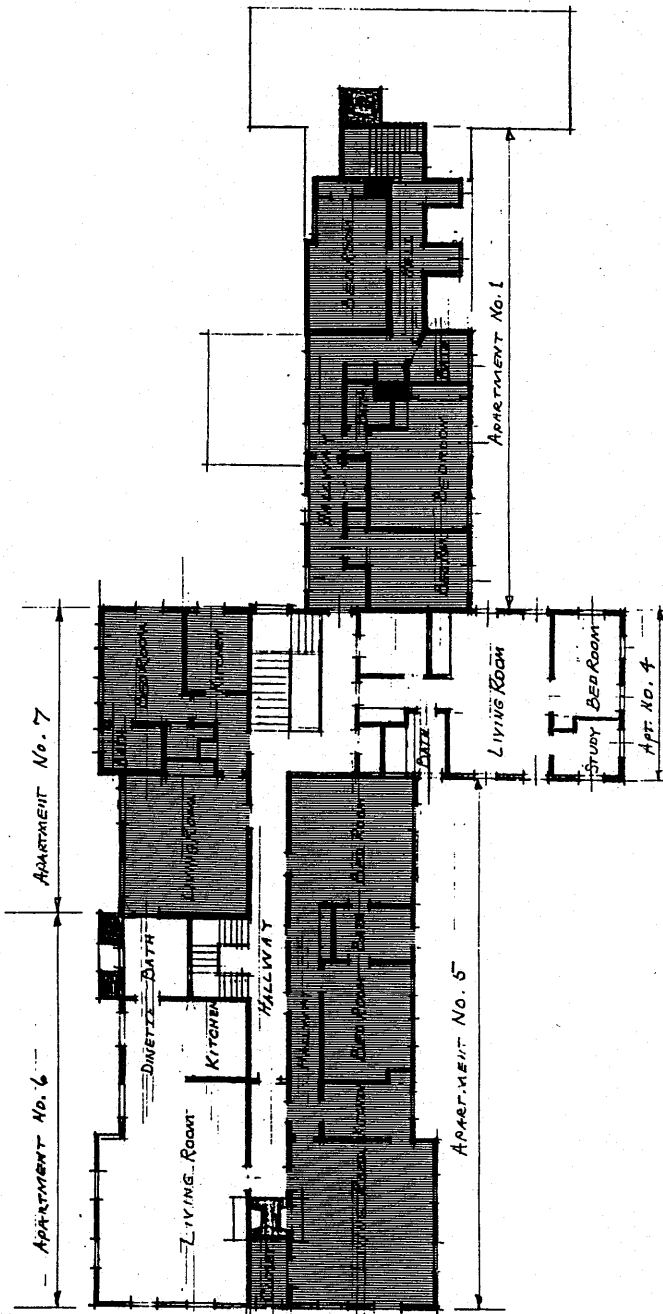 APARTMENT No. 6
APARTMENT No. 7
LIVING ROOM
DINETTE
BATH
KITCHEN
LIVING ROOM
BED ROOM
KITCHEN
HALLWAY
LIVING ROOM
KITCHEN
HALLWAY
BED ROOM
BATH
BED ROOM
APARTMENT No. 5
BATH
LIVING ROOM
STUDY
BED ROOM
APT. No. 4
HALLWAY
BATH
BEDROOM
BED ROOM
HALL
BATH
APARTMENT No. 1